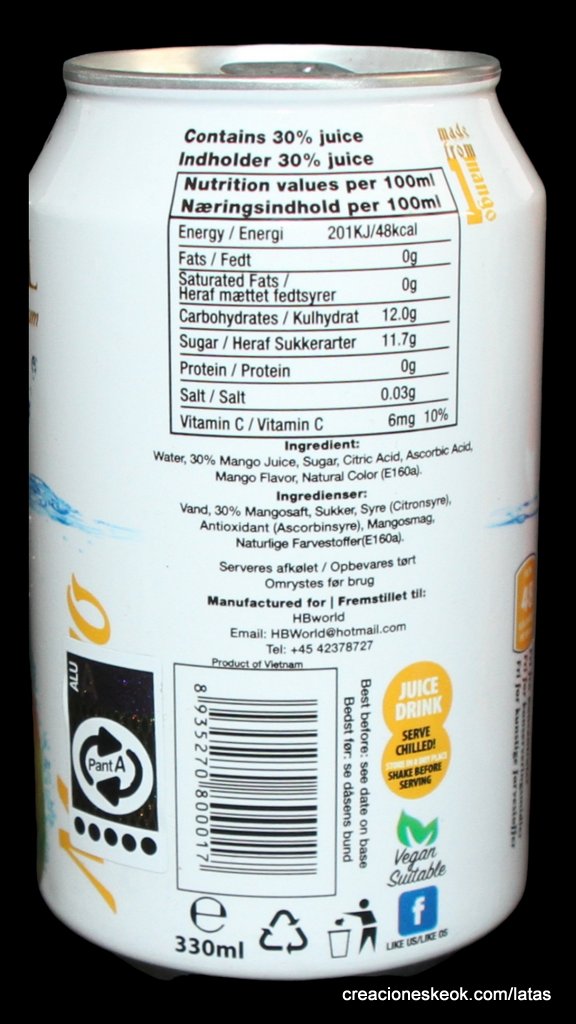 Contains 30% juice
Indholder 30% juice
made
from
1
mango
Nutrition values per 100ml
Næringsindhold per 100ml
Energy / Energi 201KJ/48kcal
Fats / Fedt 0g
Saturated Fats /
Heraf mættet fedtsyrer 0g
Carbohydrates / Kulhydrat 12.0g
Sugar / Heraf Sukkerarter 11.7g
Protein / Protein 0g
Salt / Salt 0.03g
Vitamin C / Vitamin C 6mg 10%
Ingredient:
Water, 30% Mango Juice, Sugar, Citric Acid, Ascorbic Acid,
Mango Flavor, Natural Color (E160a).
Ingredienser:
Vand, 30% Mangosaft, Sukker, Syre (Citronsyre),
Antioxidant (Ascorbinsyre), Mangosmag,
Naturlige Farvestoffer(E160a).
Serveres afkølet / Opbevares tørt
Omrystes før brug
Manufactured for | Fremstillet til:
HBworld
Email: HBWorld@hotmail.com
Tel: +45 42378727
Product of Vietnam
ALU
Pant A
8 935270 800017
Best before: see date on base
Bedst før: se dåsens bund
JUICE
DRINK
SERVE
CHILLED!
STORE IN A DRY PLACE
SHAKE BEFORE
SERVING
Vegan
Suitable
f
LIKE US/LIKE OS
e
330ml
creacioneskeok.com/latas